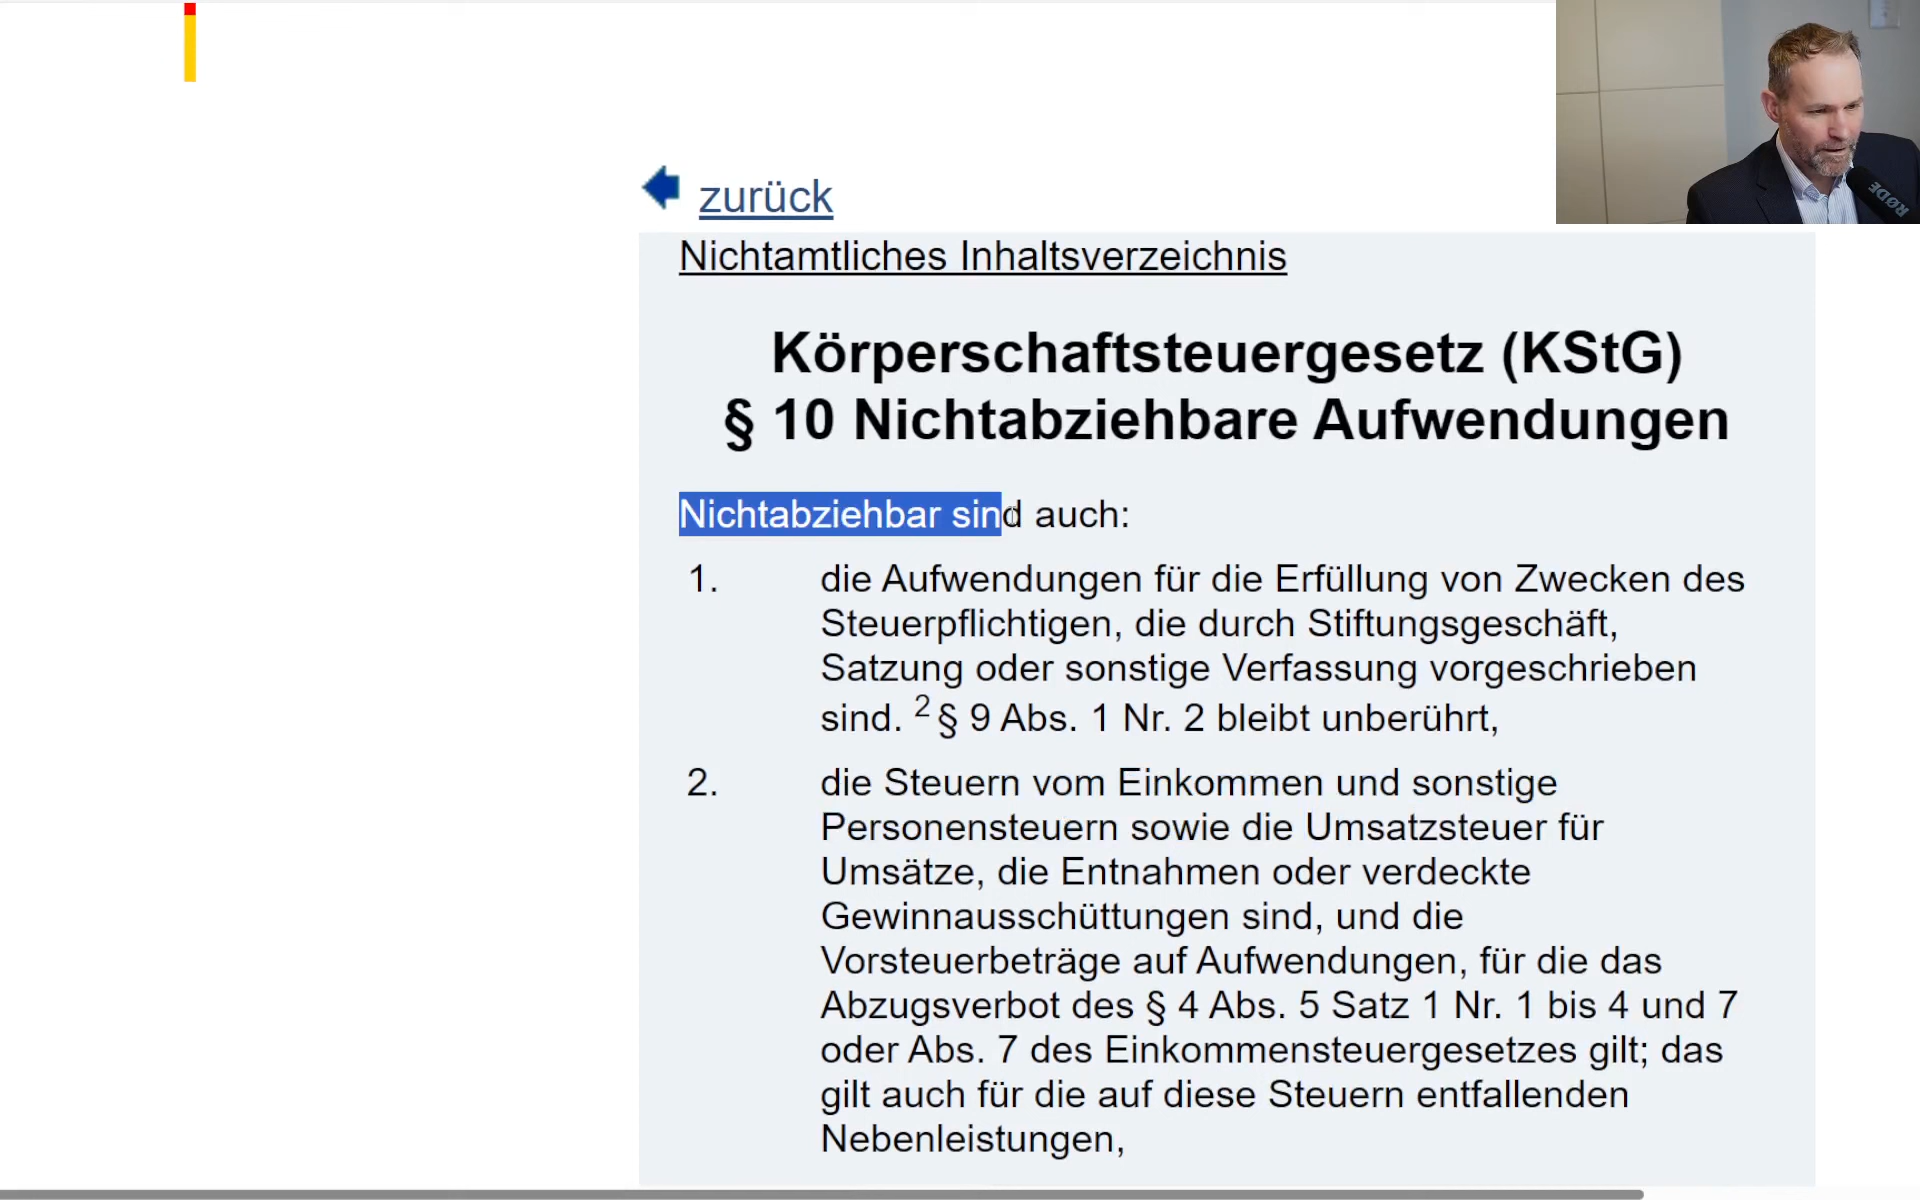 zurück
Nichtamtliches Inhaltsverzeichnis
Körperschaftsteuergesetz (KStG)
§ 10 Nichtabziehbare Aufwendungen
Nichtabziehbar sind auch:
1. die Aufwendungen für die Erfüllung von Zwecken des
Steuerpflichtigen, die durch Stiftungsgeschäft,
Satzung oder sonstige Verfassung vorgeschrieben
sind. ² § 9 Abs. 1 Nr. 2 bleibt unberührt,
2. die Steuern vom Einkommen und sonstige
Personensteuern sowie die Umsatzsteuer für
Umsätze, die Entnahmen oder verdeckte
Gewinnausschüttungen sind, und die
Vorsteuerbeträge auf Aufwendungen, für die das
Abzugsverbot des § 4 Abs. 5 Satz 1 Nr. 1 bis 4 und 7
oder Abs. 7 des Einkommensteuergesetzes gilt; das
gilt auch für die auf diese Steuern entfallenden
Nebenleistungen,
RØDE